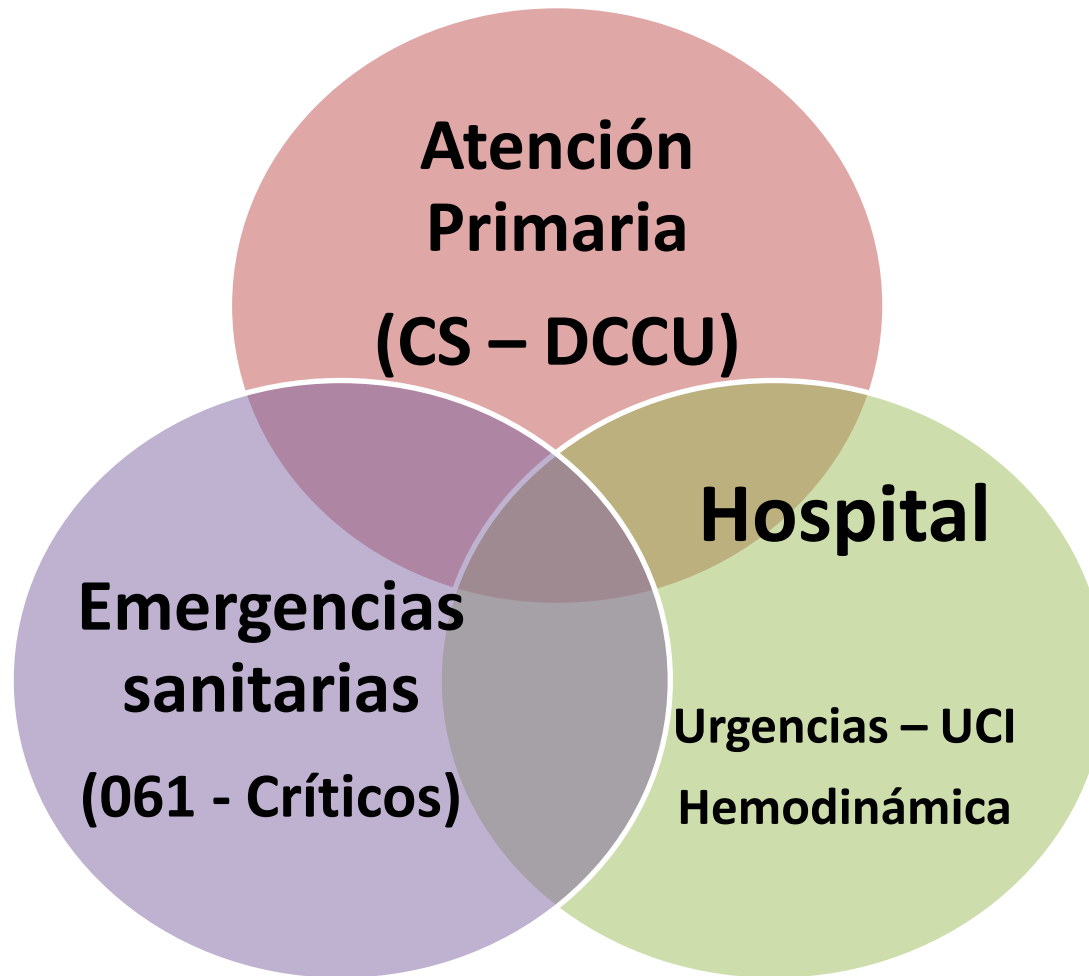 Atención
Primaria
(CS – DCCU)
Hospital
Emergencias
sanitarias
Urgencias – UCI
(061 - Críticos)
Hemodinámica